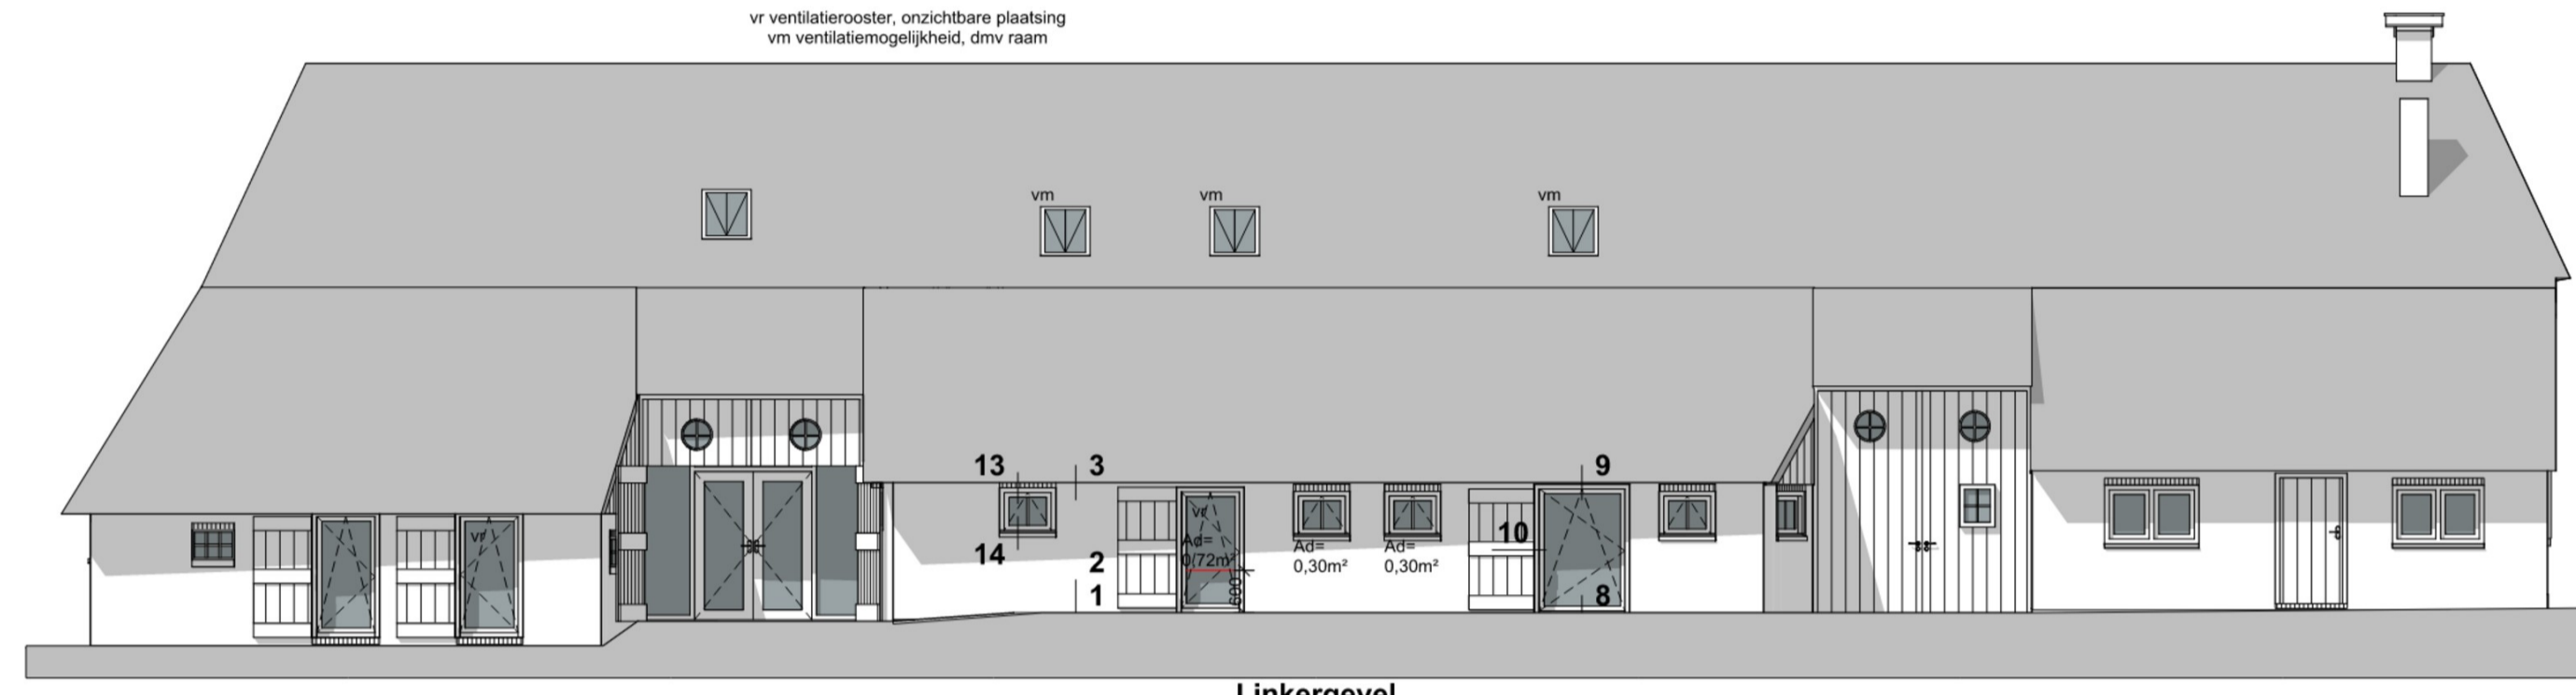 vr ventilatierooster, onzichtbare plaatsing
vm ventilatiemogelijkheid, dmv raam
vm
vm
vm
13
3
9
vr
vr
10
Ad=
0,72m²
Ad=
0,30m²
Ad=
0,30m²
14
2
600
1
8
Linkergevel